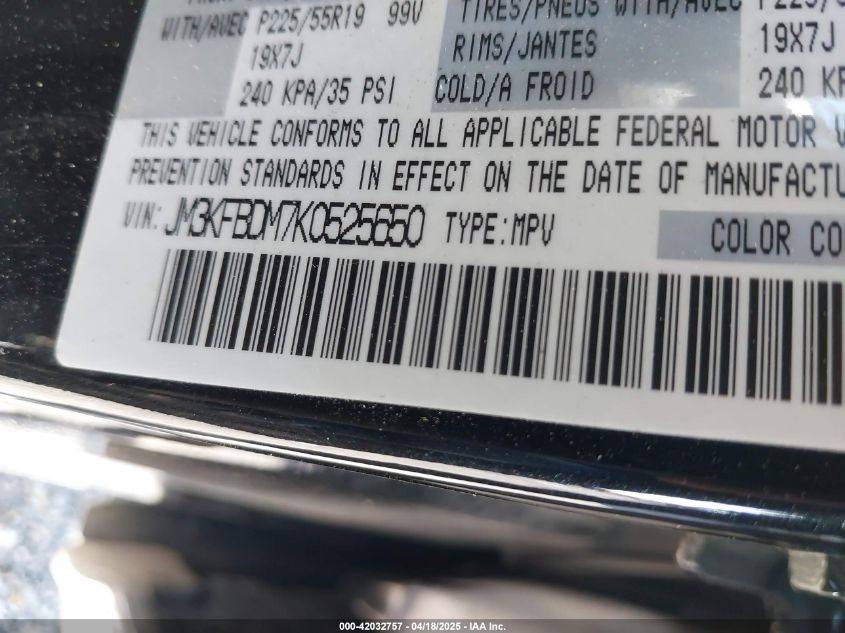 WITH/AVEC P225/55R19 99V TIRES/PNEUS WITH/AVEC
19X7J RIMS/JANTES 19X7J
240 KPA/35 PSI COLD/A FROID 240
THIS VEHICLE CONFORMS TO ALL APPLICABLE FEDERAL MOTOR V
PREVENTION STANDARDS IN EFFECT ON THE DATE OF MANUFACTU
VIN: JM3KFBDM7K0525650 TYPE:MPV COLOR CO
000-42032757 - 04/18/2025 - IAA Inc.